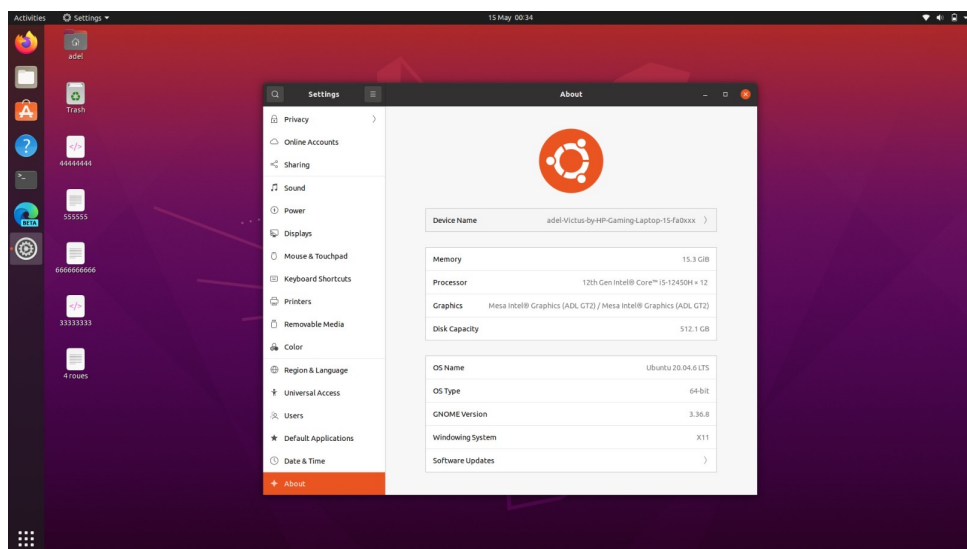 Activities Settings 15 May 00:34
adel
Trash
44444444
555555
6666666666
33333333
4 roues
BETA
Settings
About
Privacy
Online Accounts
Sharing
Sound
Power
Displays
Mouse & Touchpad
Keyboard Shortcuts
Printers
Removable Media
Color
Region & Language
Universal Access
Users
Default Applications
Date & Time
About
Device Name adel-Victus-by-HP-Gaming-Laptop-15-fa0xxx
Memory 15.3 GiB
Processor 12th Gen Intel® Core™ i5-12450H × 12
Graphics Mesa Intel® Graphics (ADL GT2) / Mesa Intel® Graphics (ADL GT2)
Disk Capacity 512.1 GB
OS Name Ubuntu 20.04.6 LTS
OS Type 64-bit
GNOME Version 3.36.8
Windowing System X11
Software Updates